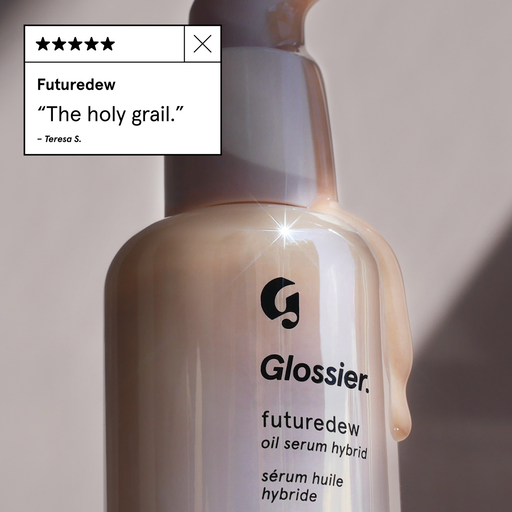 ★★★★★
Futuredew
“The holy grail.”
– Teresa S.
G
Glossier.
futuredew
oil serum hybrid
sérum huile
hybride